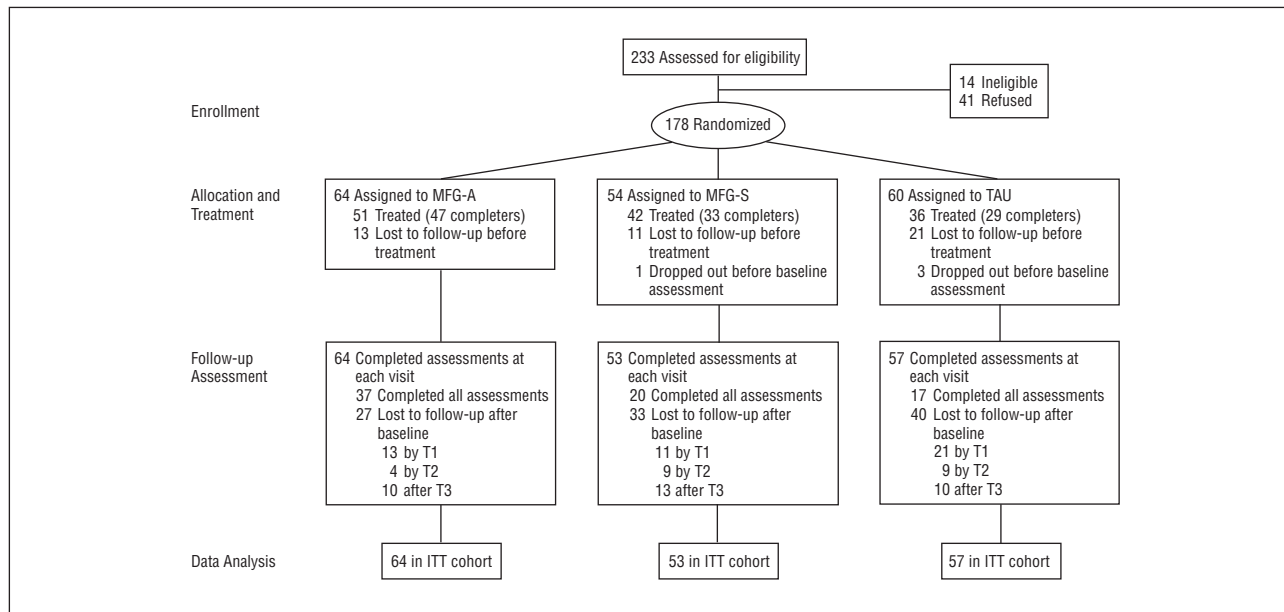 233 Assessed for eligibility
14 Ineligible
41 Refused
Enrollment
178 Randomized
Allocation and
Treatment
64 Assigned to MFG-A
51 Treated (47 completers)
13 Lost to follow-up before
treatment
54 Assigned to MFG-S
42 Treated (33 completers)
11 Lost to follow-up before
treatment
1 Dropped out before baseline
assessment
60 Assigned to TAU
36 Treated (29 completers)
21 Lost to follow-up before
treatment
3 Dropped out before baseline
assessment
Follow-up
Assessment
64 Completed assessments at
each visit
37 Completed all assessments
27 Lost to follow-up after
baseline
13 by T1
4 by T2
10 after T3
53 Completed assessments at
each visit
20 Completed all assessments
33 Lost to follow-up after
baseline
11 by T1
9 by T2
13 after T3
57 Completed assessments at
each visit
17 Completed all assessments
40 Lost to follow-up after
baseline
21 by T1
9 by T2
10 after T3
Data Analysis
64 in ITT cohort
53 in ITT cohort
57 in ITT cohort